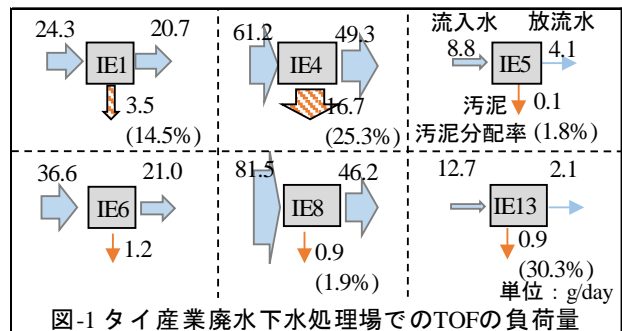 24.3 20.7
IE1
3.5
(14.5%)
61.2 49.3
IE4
16.7
(25.3%)
流入水 放流水
8.8 4.1
IE5
汚泥 0.1
汚泥分配率 (1.8%)
36.6 21.0
IE6
1.2
81.5 46.2
IE8
0.9
(1.9%)
12.7 2.1
IE13
0.9
(30.3%)
単位：g/day
図-1 タイ産業廃水下水処理場でのTOFの負荷量